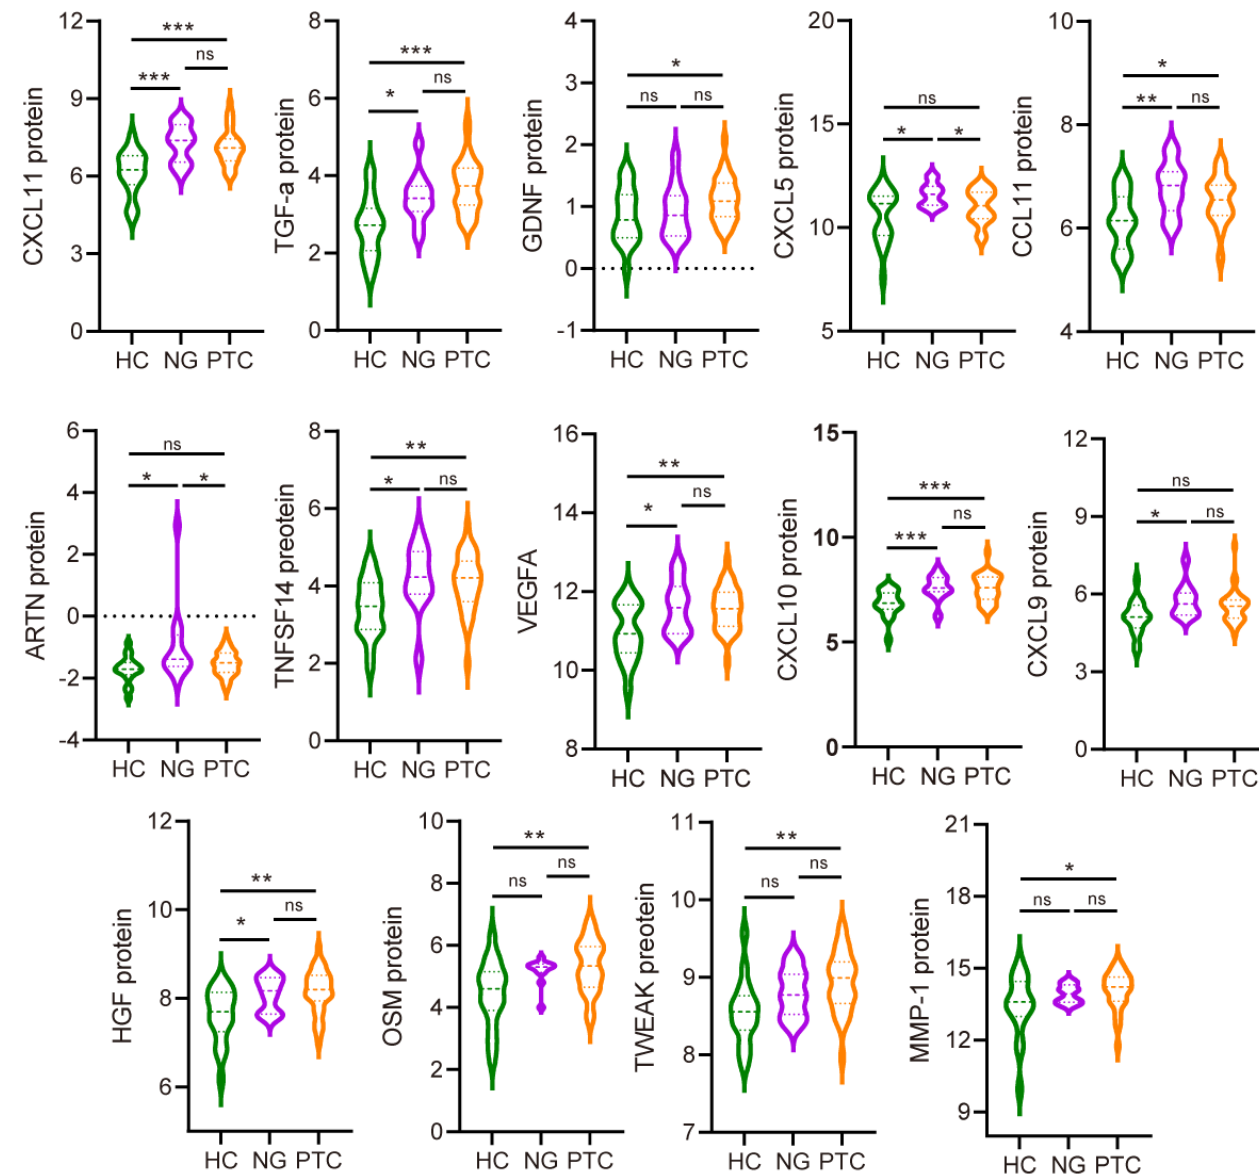 CXCL11 protein
12
9
6
3
0
***
***
ns
HC NG PTC
TGF-a protein
8
6
4
2
0
***
*
ns
HC NG PTC
GDNF protein
4
3
2
1
0
-1
*
ns
ns
HC NG PTC
CXCL5 protein
20
15
10
5
ns
*
*
HC NG PTC
CCL11 protein
10
8
6
4
*
**
ns
HC NG PTC
ARTN protein
6
4
2
0
-2
-4
ns
*
*
HC NG PTC
TNFSF14 preotein
8
6
4
2
0
**
*
ns
HC NG PTC
VEGFA
16
14
12
10
8
**
*
ns
HC NG PTC
CXCL10 protein
15
10
5
0
***
***
ns
HC NG PTC
CXCL9 protein
12
9
6
3
0
ns
*
ns
HC NG PTC
HGF protein
12
10
8
6
**
*
ns
HC NG PTC
OSM protein
10
8
6
4
2
0
**
ns
ns
HC NG PTC
TWEAK preotein
11
10
9
8
7
**
ns
ns
HC NG PTC
MMP-1 protein
21
18
15
12
9
*
ns
ns
HC NG PTC